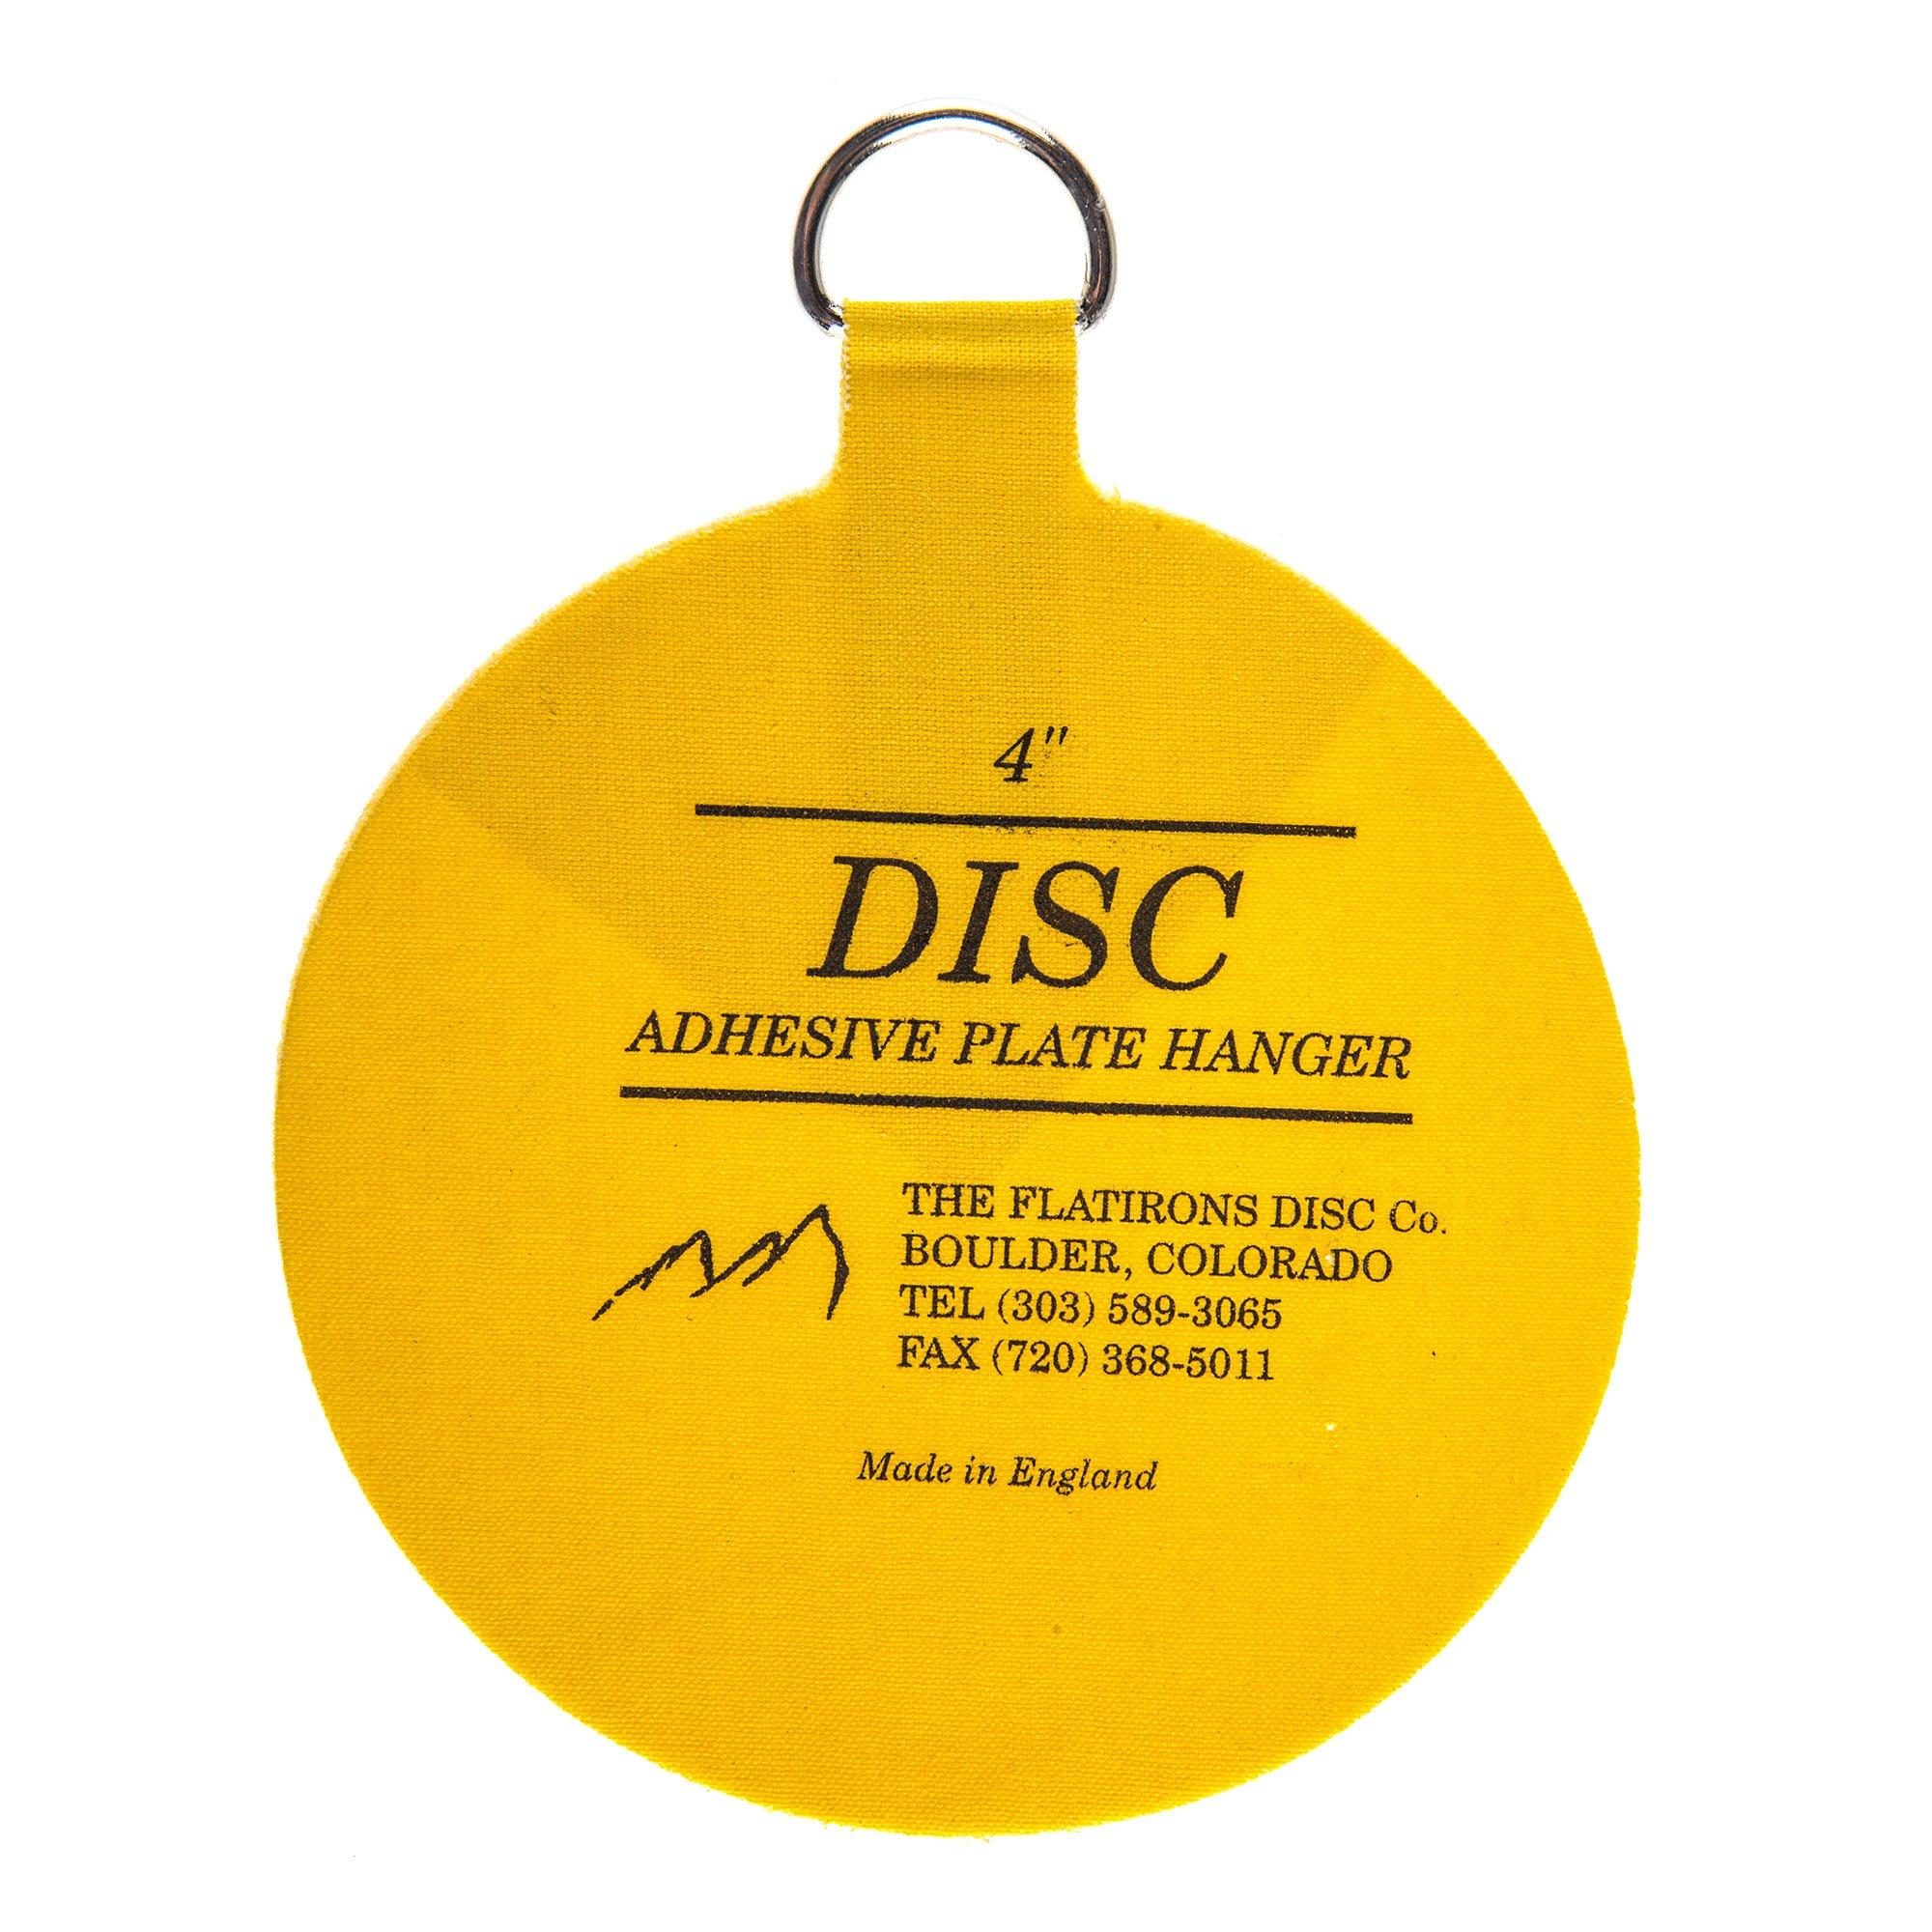 4"
DISC
ADHESIVE PLATE HANGER
THE FLATIRONS DISC Co.
BOULDER, COLORADO
TEL (303) 589-3065
FAX (720) 368-5011
Made in England